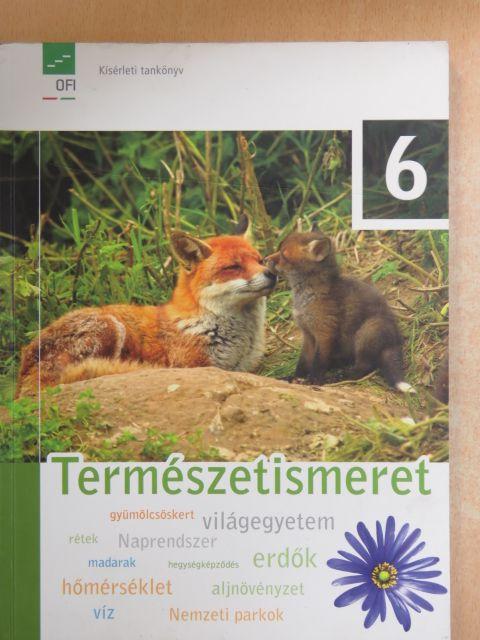 OFI
Kísérleti tankönyv
6
Természetismeret
gyümölcsöskert
világegyetem
rétek
Naprendszer
madarak
hegységképződés
erdők
hőmérséklet
aljnövényzet
víz
Nemzeti parkok